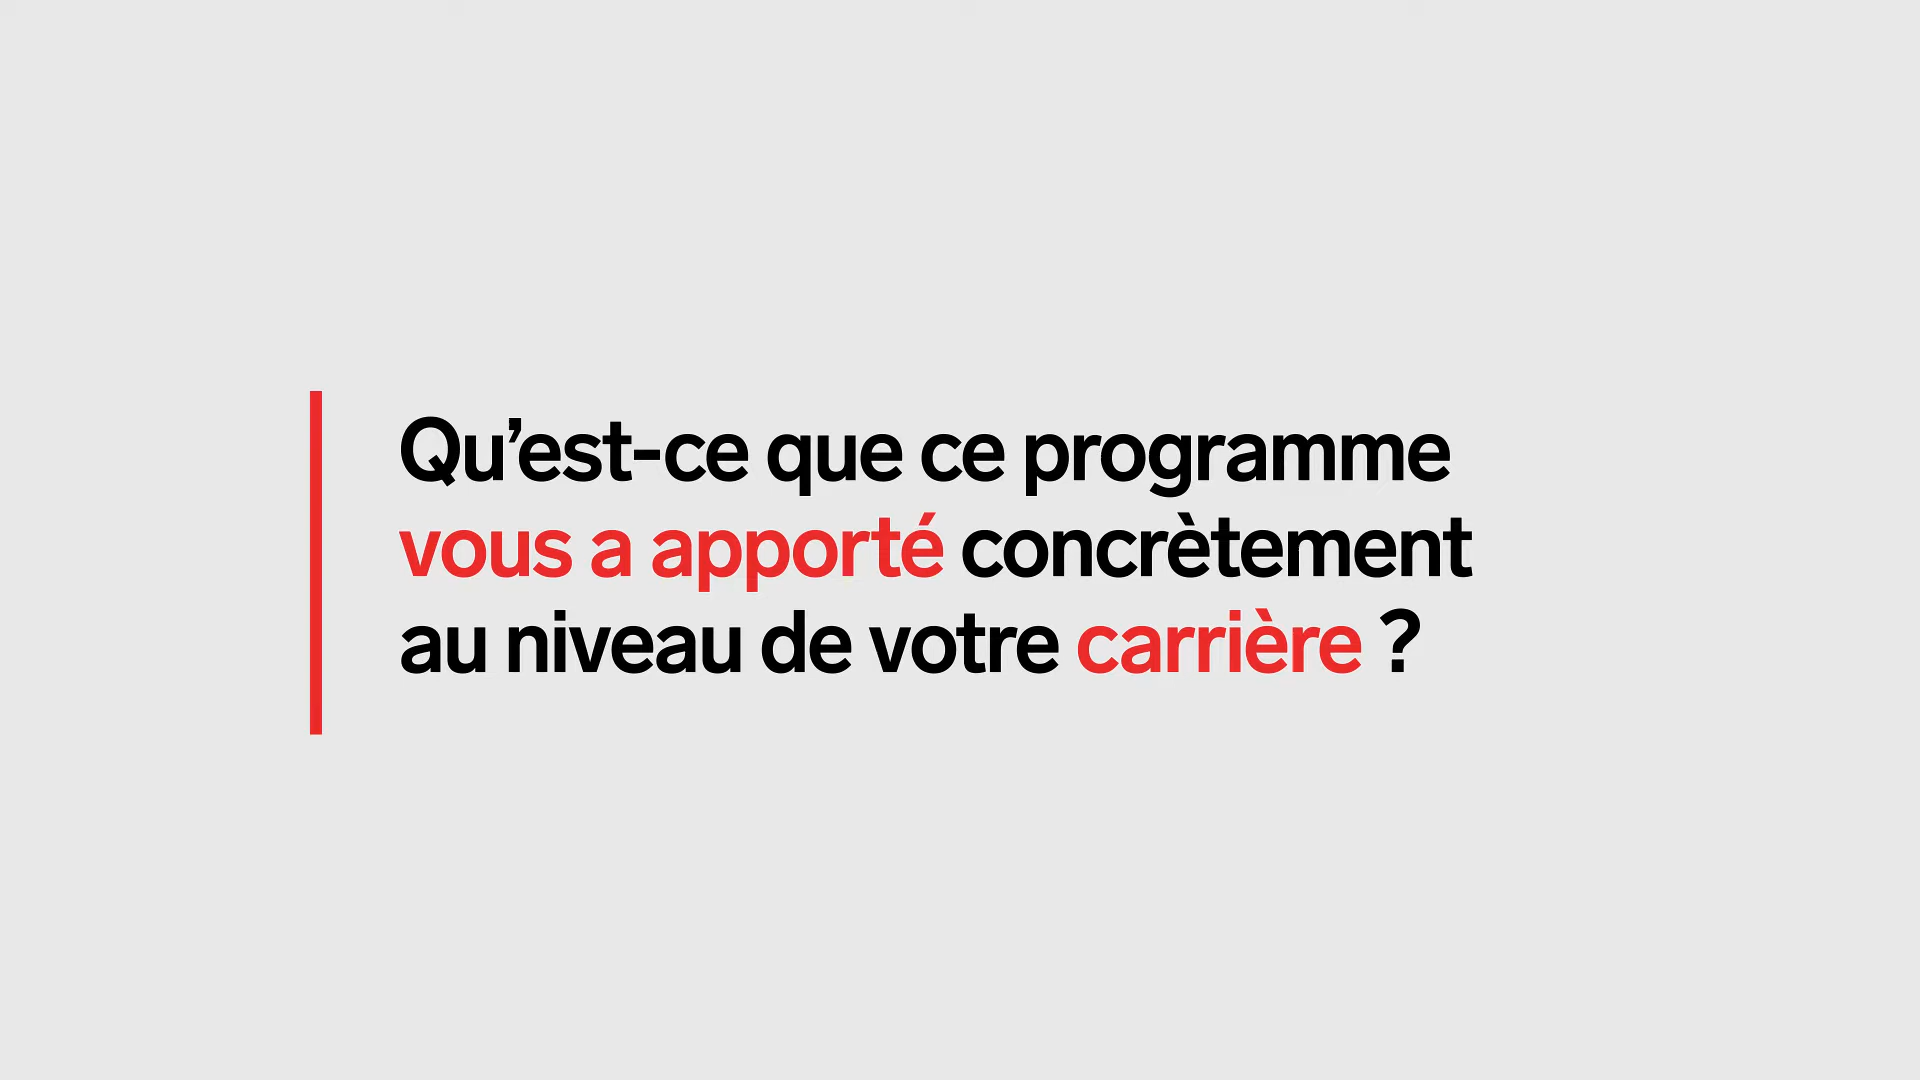 Qu’est-ce que ce programme
vous a apporté concrètement
au niveau de votre carrière ?